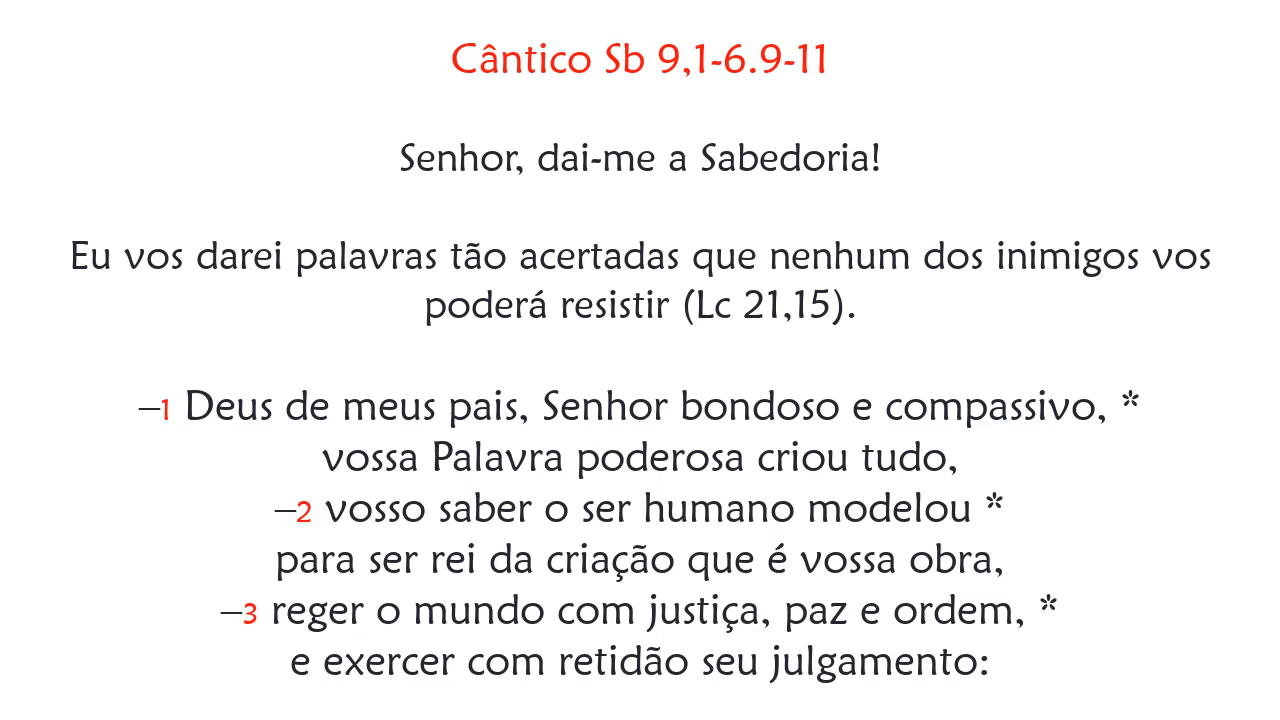 Cântico Sb 9,1-6.9-11
Senhor, dai-me a Sabedoria!
Eu vos darei palavras tão acertadas que nenhum dos inimigos vos
poderá resistir (Lc 21,15).
–1 Deus de meus pais, Senhor bondoso e compassivo, *
vossa Palavra poderosa criou tudo,
–2 vosso saber o ser humano modelou *
para ser rei da criação que é vossa obra,
–3 reger o mundo com justiça, paz e ordem, *
e exercer com retidão seu julgamento: